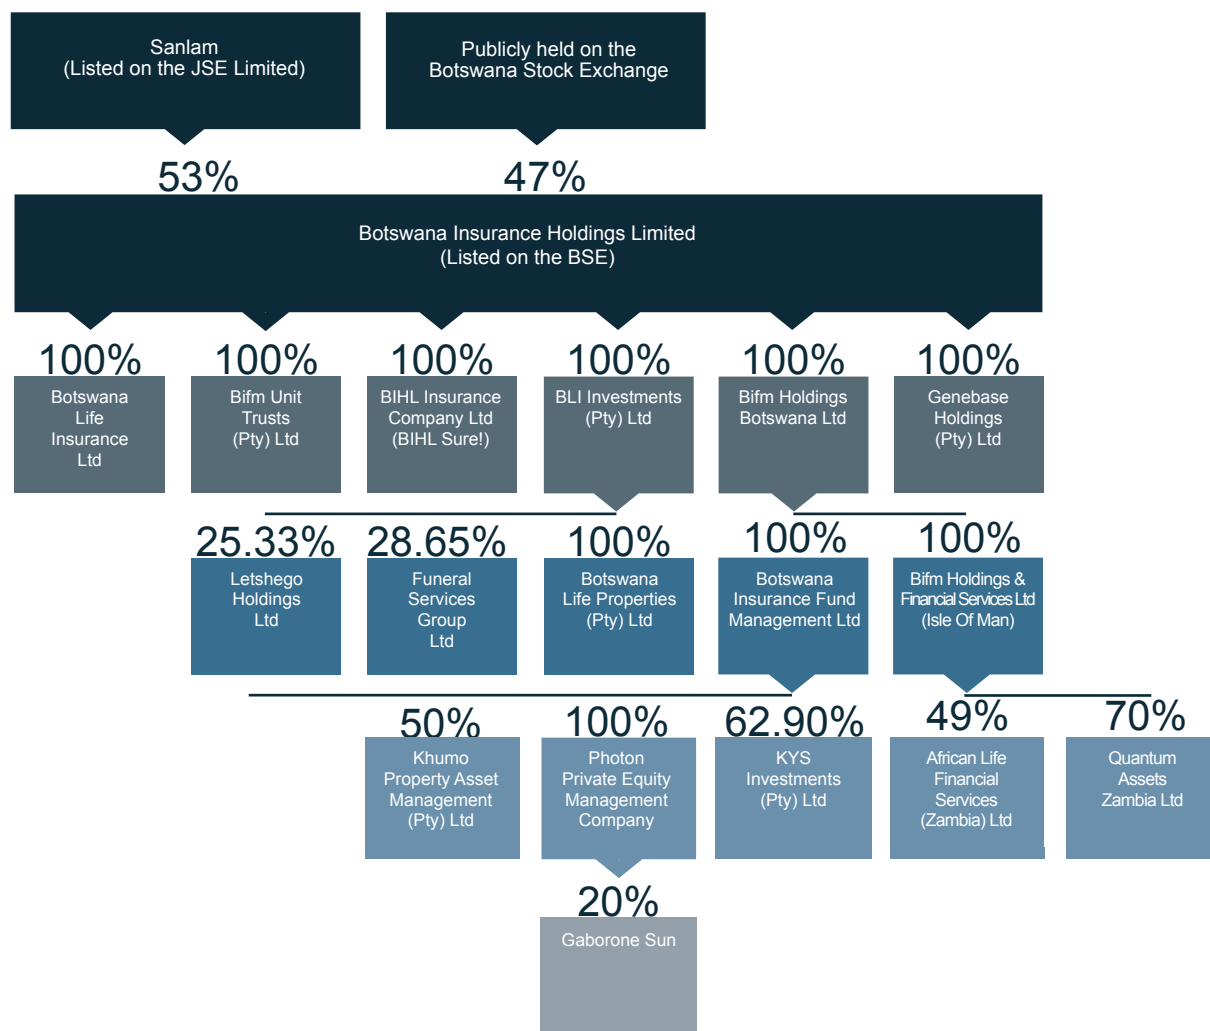 Sanlam
(Listed on the JSE Limited)
Publicly held on the
Botswana Stock Exchange
53%
47%
Botswana Insurance Holdings Limited
(Listed on the BSE)
100%
100%
100%
100%
100%
100%
Botswana
Life
Insurance
Ltd
Bifm Unit
Trusts
(Pty) Ltd
BIHL Insurance
Company Ltd
(BIHL Sure!)
BLI Investments
(Pty) Ltd
Bifm Holdings
Botswana Ltd
Genebase
Holdings
(Pty) Ltd
25.33%
28.65%
100%
100%
100%
Letshego
Holdings
Ltd
Funeral
Services
Group
Ltd
Botswana
Life Properties
(Pty) Ltd
Botswana
Insurance Fund
Management Ltd
Bifm Holdings &
Financial Services Ltd
(Isle Of Man)
50%
100%
62.90%
49%
70%
Khumo
Property Asset
Management
(Pty) Ltd
Photon
Private Equity
Management
Company
KYS
Investments
(Pty) Ltd
African Life
Financial
Services
(Zambia) Ltd
Quantum
Assets
Zambia Ltd
20%
Gaborone Sun